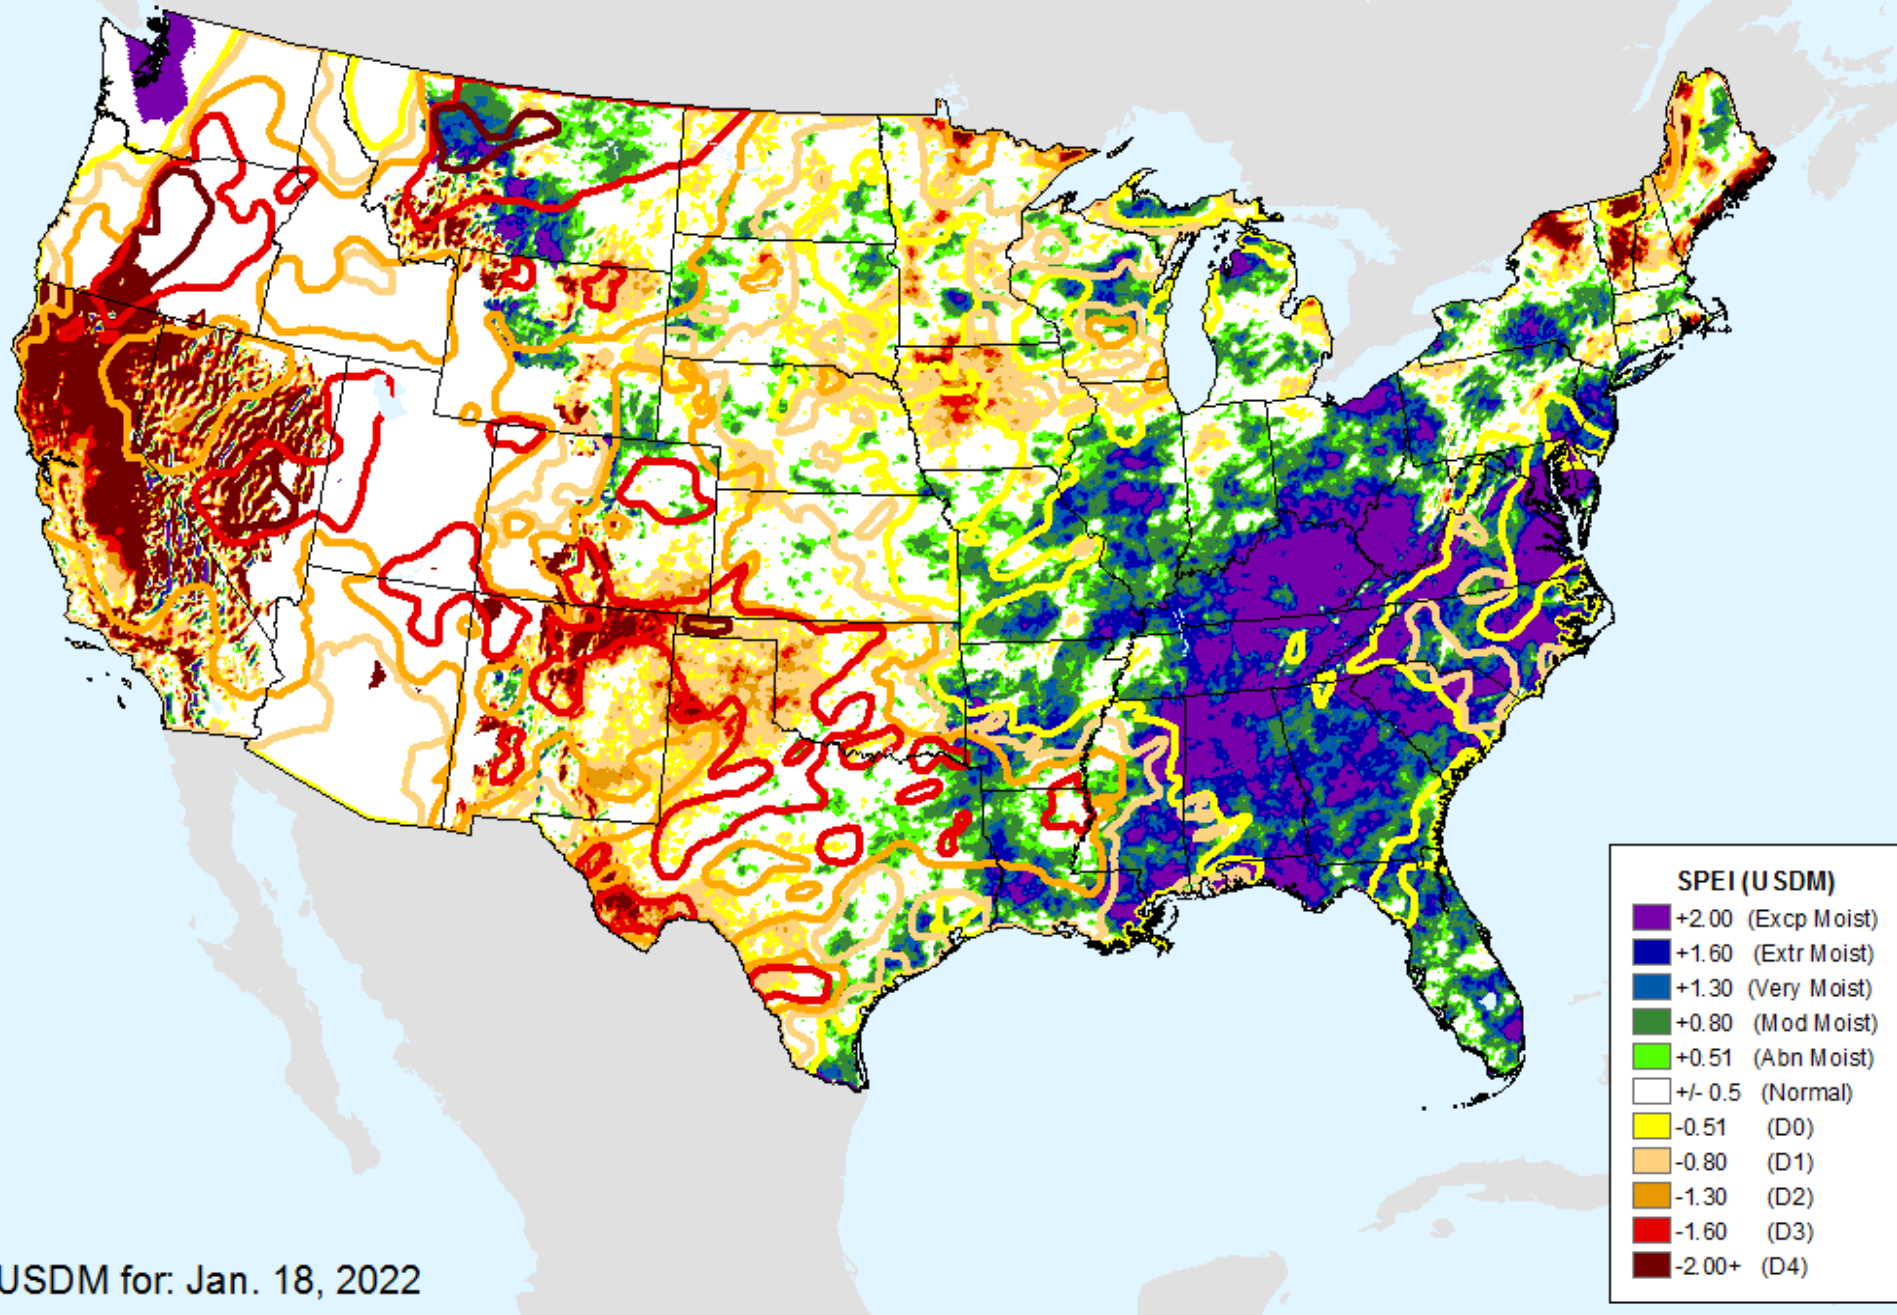 SPEI (USDM)
+2.00 (Excp Moist)
+1.60 (Extr Moist)
+1.30 (Very Moist)
+0.80 (Mod Moist)
+0.51 (Abn Moist)
+/- 0.5 (Normal)
-0.51 (D0)
-0.80 (D1)
-1.30 (D2)
-1.60 (D3)
-2.00+ (D4)
USDM for: Jan. 18, 2022